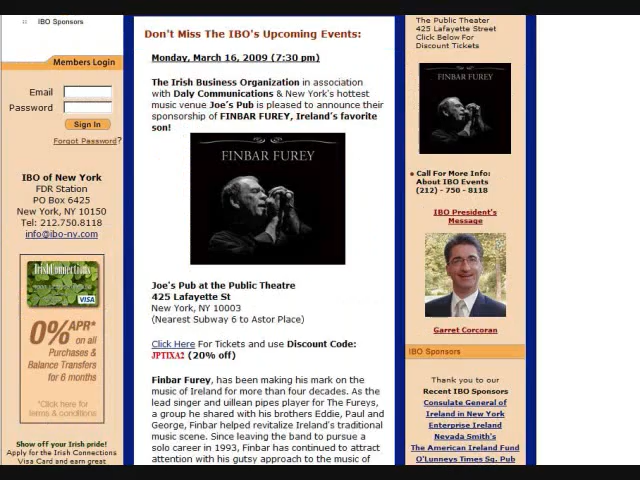 IBO Sponsors
Members Login
Email
Password
Sign In
Forgot Password?
IBO of New York
FDR Station
PO Box 6425
New York, NY 10150
Tel: 212.750.8118
info@ibo-ny.com
IrishConnections
VISA
0% APR*
on all
Purchases &
Balance Transfers
for 6 months
*Click here for
terms & conditions
Show off your Irish pride!
Apply for the Irish Connections
Visa Card and earn great
Don't Miss The IBO's Upcoming Events:
Monday, March 16, 2009 (7:30 pm)
The Irish Business Organization in association
with Daly Communications & New York's hottest
music venue Joe's Pub is pleased to announce their
sponsorship of FINBAR FUREY, Ireland's favorite
son!
FINBAR FUREY
Joe's Pub at the Public Theatre
425 Lafayette St
New York, NY 10003
(Nearest Subway 6 to Astor Place)
Click Here For Tickets and use Discount Code:
JPTIXA2 (20% off)
Finbar Furey, has been making his mark on the
music of Ireland for more than four decades. As the
lead singer and uillean pipes player for The Fureys,
a group he shared with his brothers Eddie, Paul and
George, Finbar helped revitalize Ireland's traditional
music scene. Since leaving the band to pursue a
solo career in 1993, Finbar has continued to attract
attention with his gutsy approach to the music of
The Public Theater
425 Lafayette Street
Click Below For
Discount Tickets
FINBAR FUREY
Call For More Info:
About IBO Events
(212) - 750 - 8118
IBO President's
Message
Garret Corcoran
IBO Sponsors
Thank you to our
Recent IBO Sponsors
Consulate General of
Ireland in New York
Enterprise Ireland
Nevada Smith's
The American Ireland Fund
O'Lunneys Times Sq. Pub